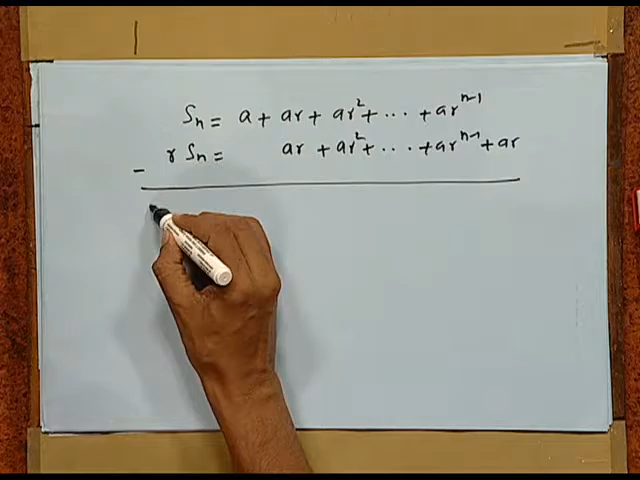 Sₙ = a + ar + ar² + ... + arⁿ⁻¹
r Sₙ = ar + ar² + ... + arⁿ⁻¹ + ar
−